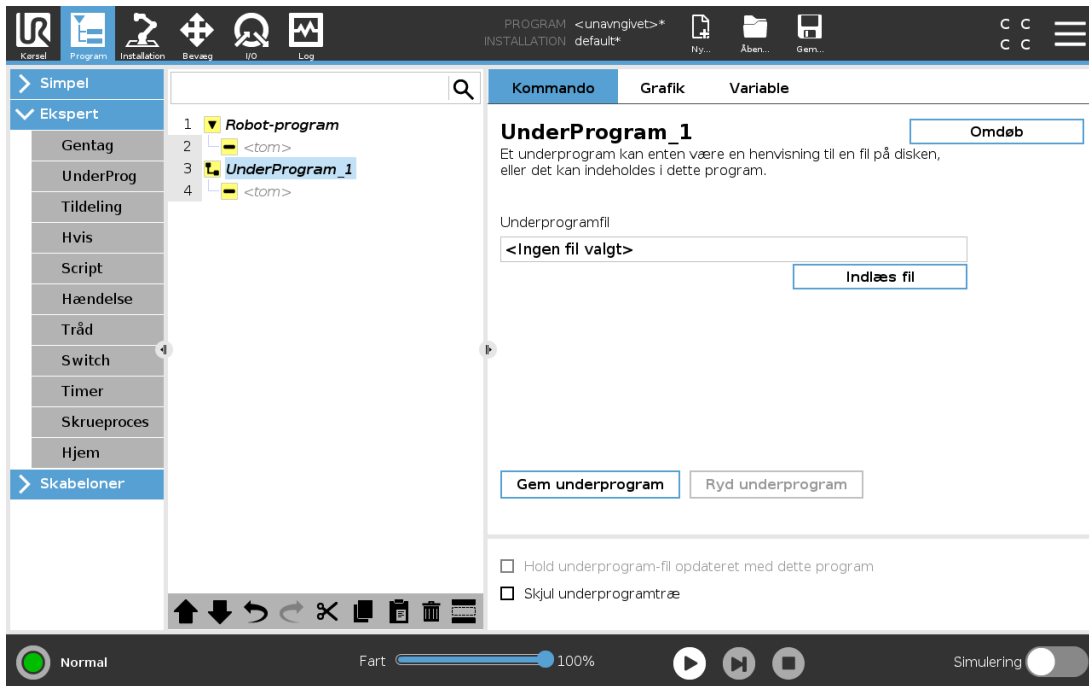 UR
PROGRAM <unavngivet>*
INSTALLATION default*
Kørsel Program Installation Bevæg I/O Log Ny... Åben... Gem...
C C
C C
Simpel
Ekspert
Gentag
UnderProg
Tildeling
Hvis
Script
Hændelse
Tråd
Switch
Timer
Skrueproces
Hjem
Skabeloner
1 Robot-program
2 <tom>
3 UnderProgram_1
4 <tom>
Kommando Grafik Variable
UnderProgram_1 Omdøb
Et underprogram kan enten være en henvisning til en fil på disken,
eller det kan indeholdes i dette program.
Underprogramfil
<Ingen fil valgt>
Indlæs fil
Gem underprogram Ryd underprogram
Hold underprogram-fil opdateret med dette program
Skjul underprogramtræ
Normal Fart 100% Simulering